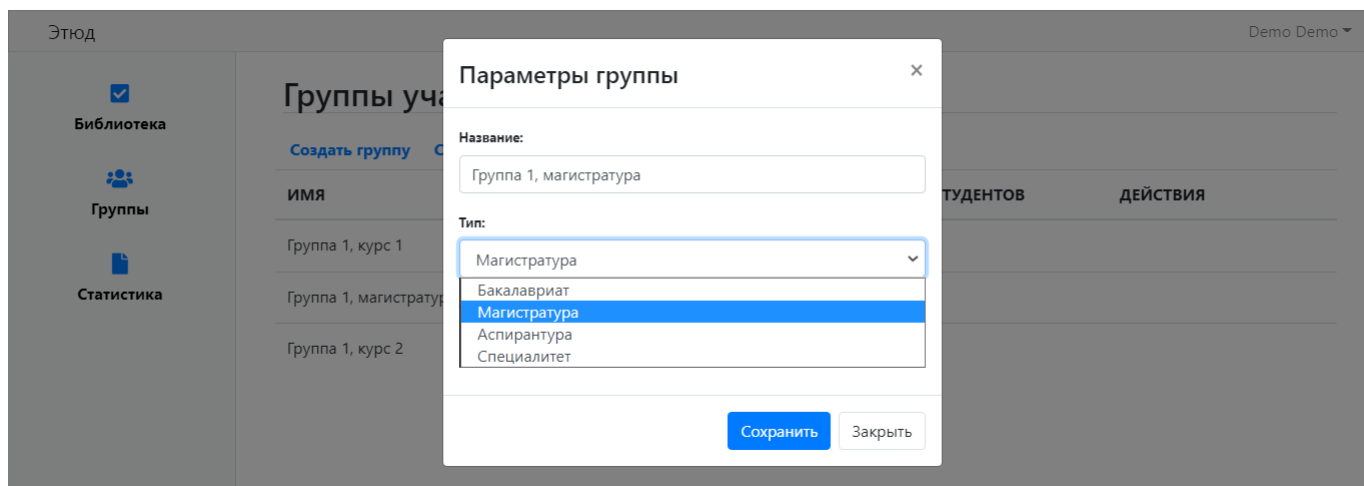 Этюд
Demo Demo
Библиотека
Группы
Статистика
Группы уча
Создать группу С
ИМЯ
ТУДЕНТОВ
ДЕЙСТВИЯ
Группа 1, курс 1
Группа 1, магистратур
Группа 1, курс 2
Параметры группы
×
Название:
Группа 1, магистратура
Тип:
Магистратура
Бакалавриат
Магистратура
Аспирантура
Специалитет
Сохранить
Закрыть